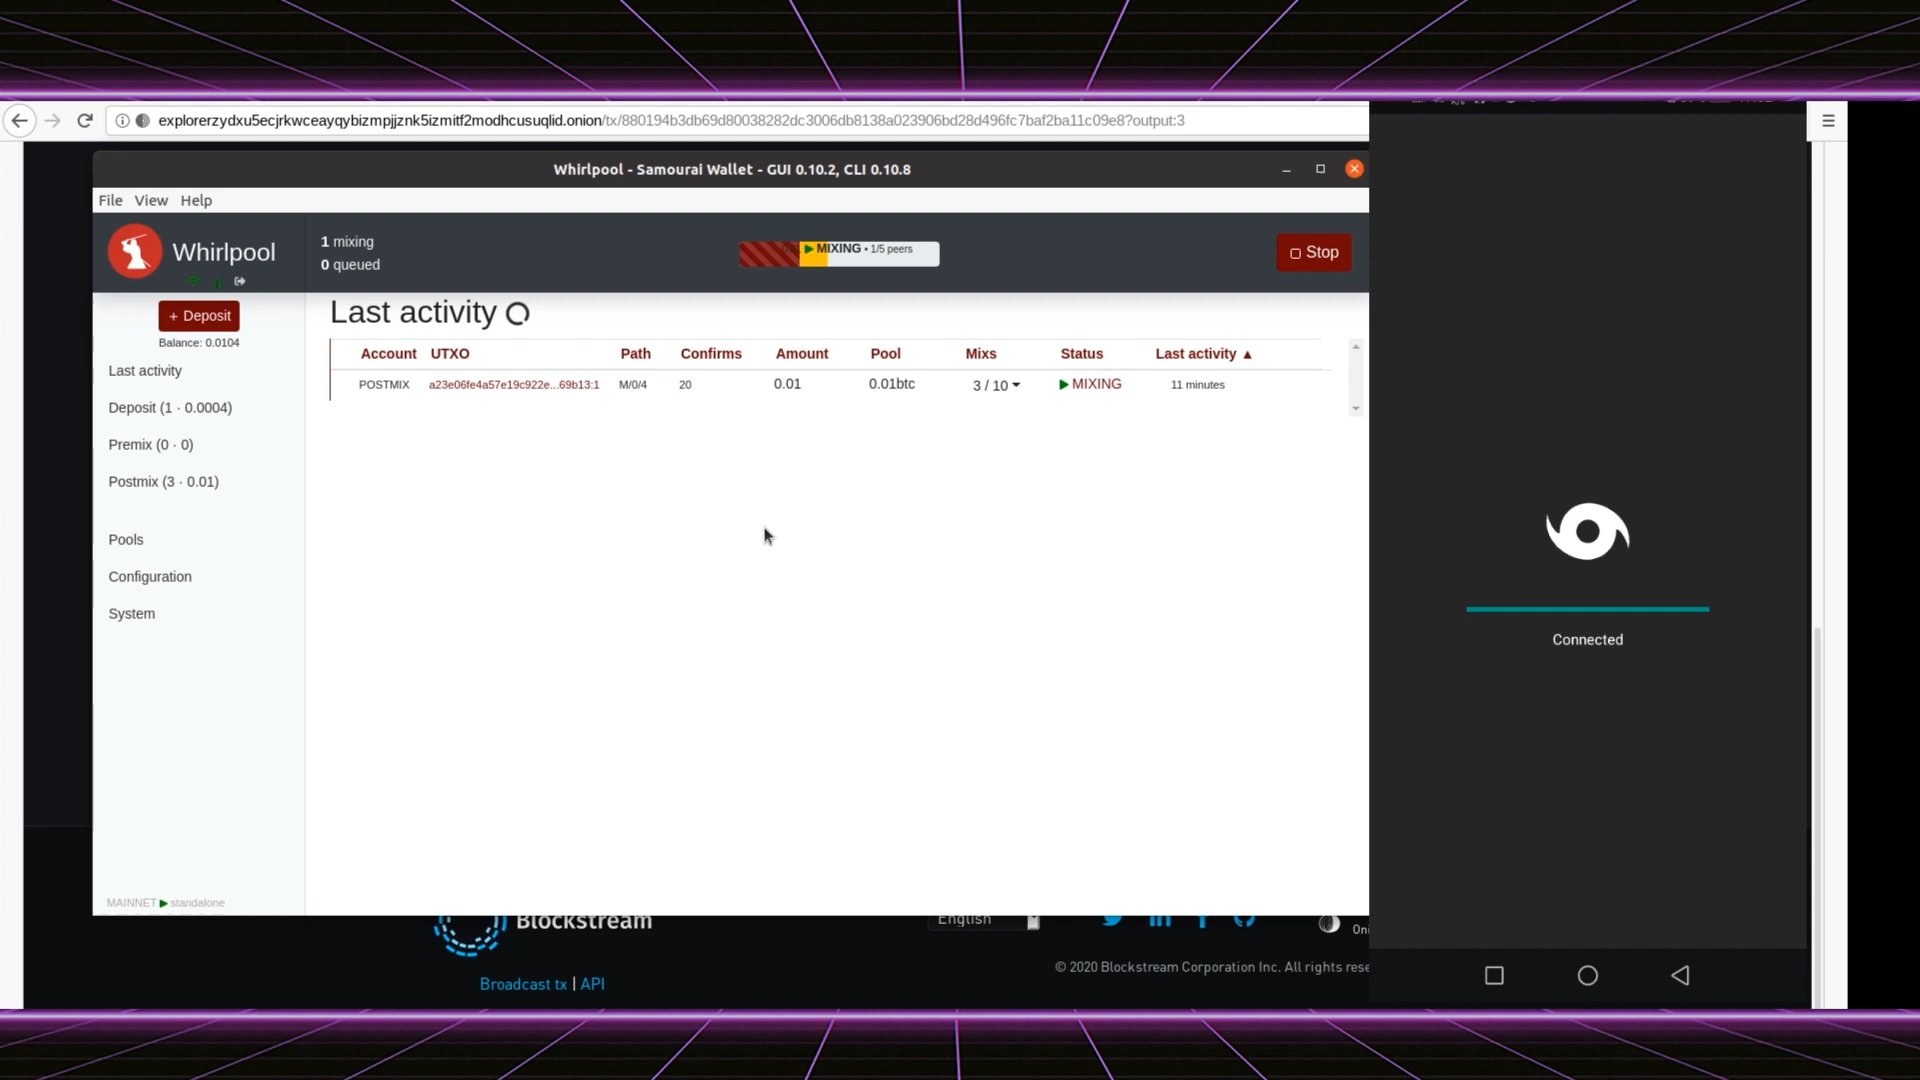 explorerzydxu5ecjrkwceayqybizmpjjznk5izmitf2modhcusuqlid.onion/tx/880194b3db69d80038282dc3006db8138a023906bd28d496fc7baf2ba11c09e8?output:3
Whirlpool - Samourai Wallet - GUI 0.10.2, CLI 0.10.8
File View Help
Whirlpool
1 mixing
0 queued
MIXING • 1/5 peers
Stop
+ Deposit
Balance: 0.0104
Last activity
Deposit (1 · 0.0004)
Premix (0 · 0)
Postmix (3 · 0.01)
Pools
Configuration
System
MAINNET standalone
Last activity
Account UTXO Path Confirms Amount Pool Mixs Status Last activity ▲
POSTMIX a23e06fe4a57e19c922e...69b13:1 M/0/4 20 0.01 0.01btc 3 / 10 MIXING 11 minutes
Connected
Blockstream
English
Broadcast tx | API
© 2020 Blockstream Corporation Inc. All rights rese